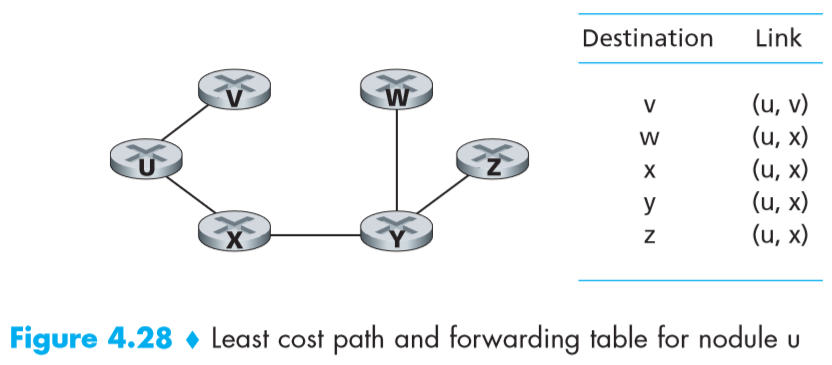 Destination Link
V
W
v (u, v)
w (u, x)
U
Z
x (u, x)
y (u, x)
X
Y
z (u, x)
Figure 4.28 ♦ Least cost path and forwarding table for nodule u